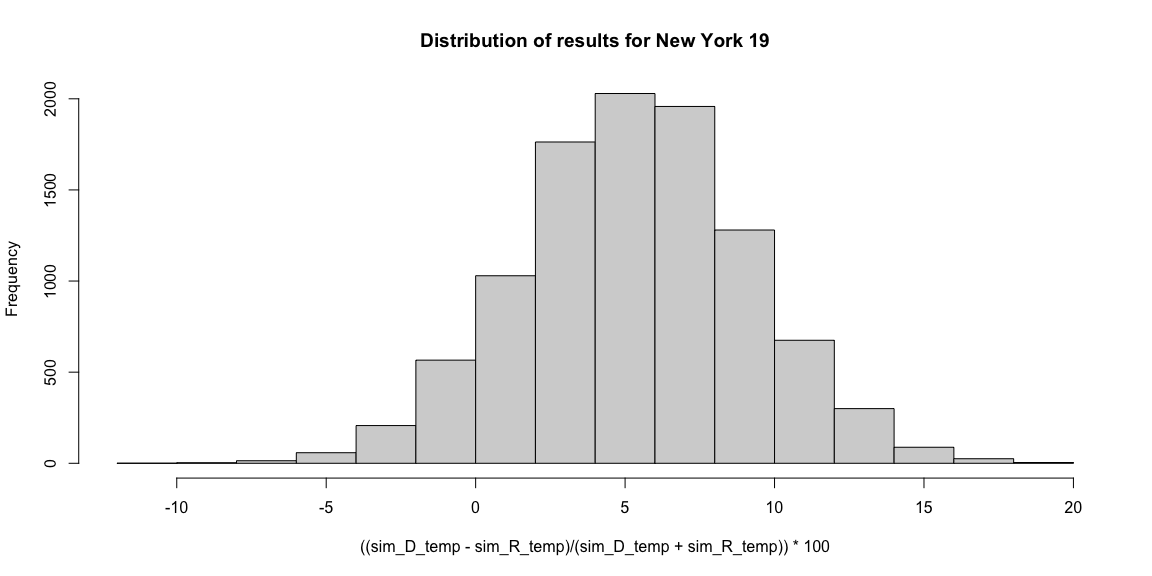 Distribution of results for New York 19
2000
1500
1000
500
0
Frequency
-10 -5 0 5 10 15 20
((sim_D_temp - sim_R_temp)/(sim_D_temp + sim_R_temp)) * 100